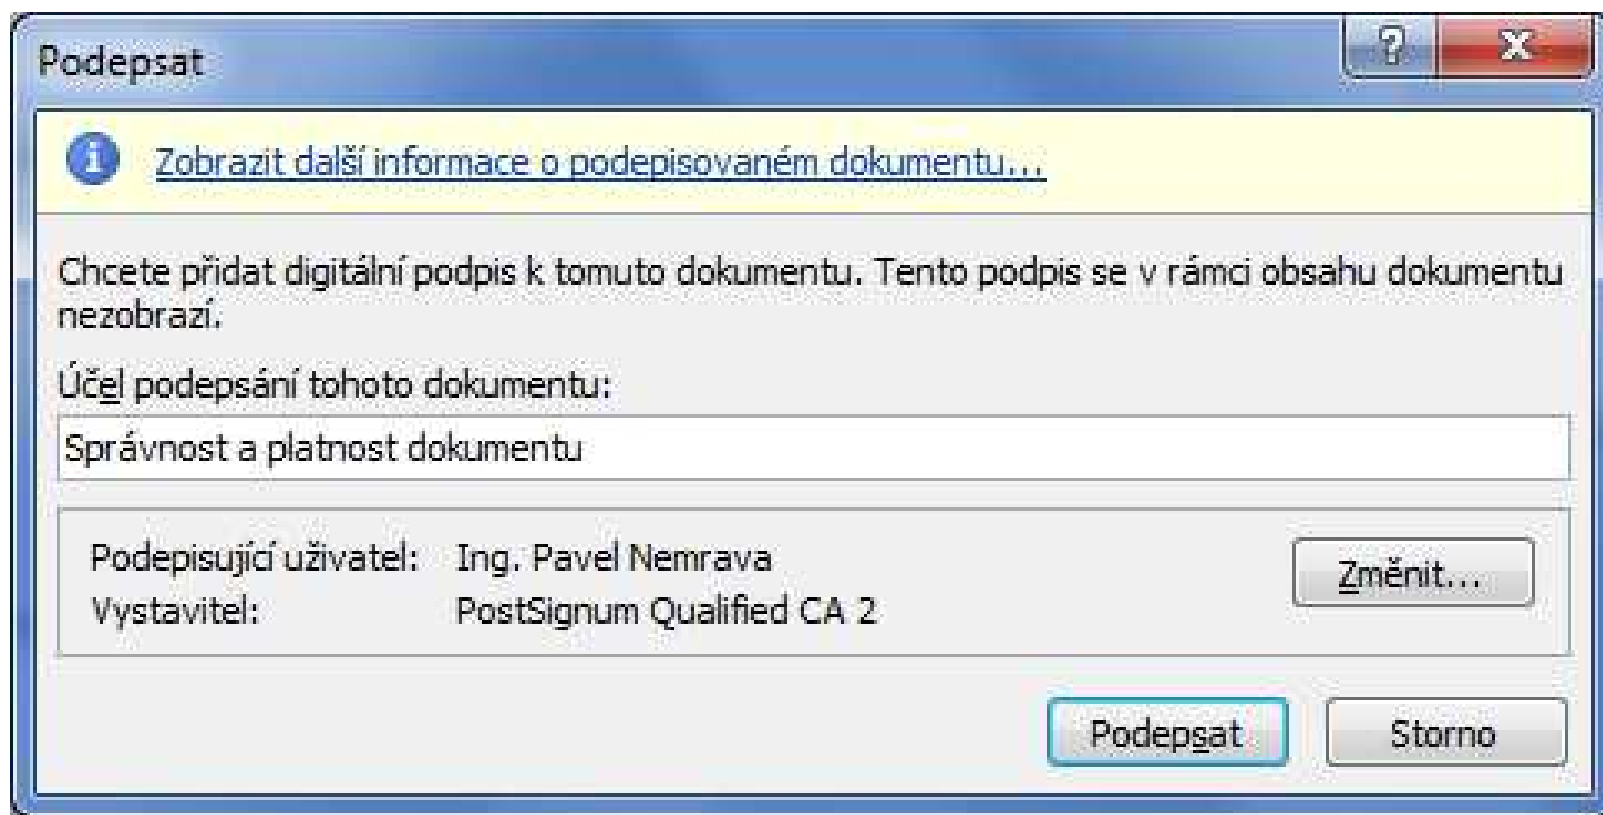 Podepsat
Zobrazit další informace o podepisovaném dokumentu...
Chcete přidat digitální podpis k tomuto dokumentu. Tento podpis se v rámci obsahu dokumentu
nezobrazí.
Účel podepsání tohoto dokumentu:
Správnost a platnost dokumentu
Podepisující uživatel: Ing. Pavel Nemrava
Změnit...
Vystavitel: PostSignum Qualified CA 2
Podepsat Storno